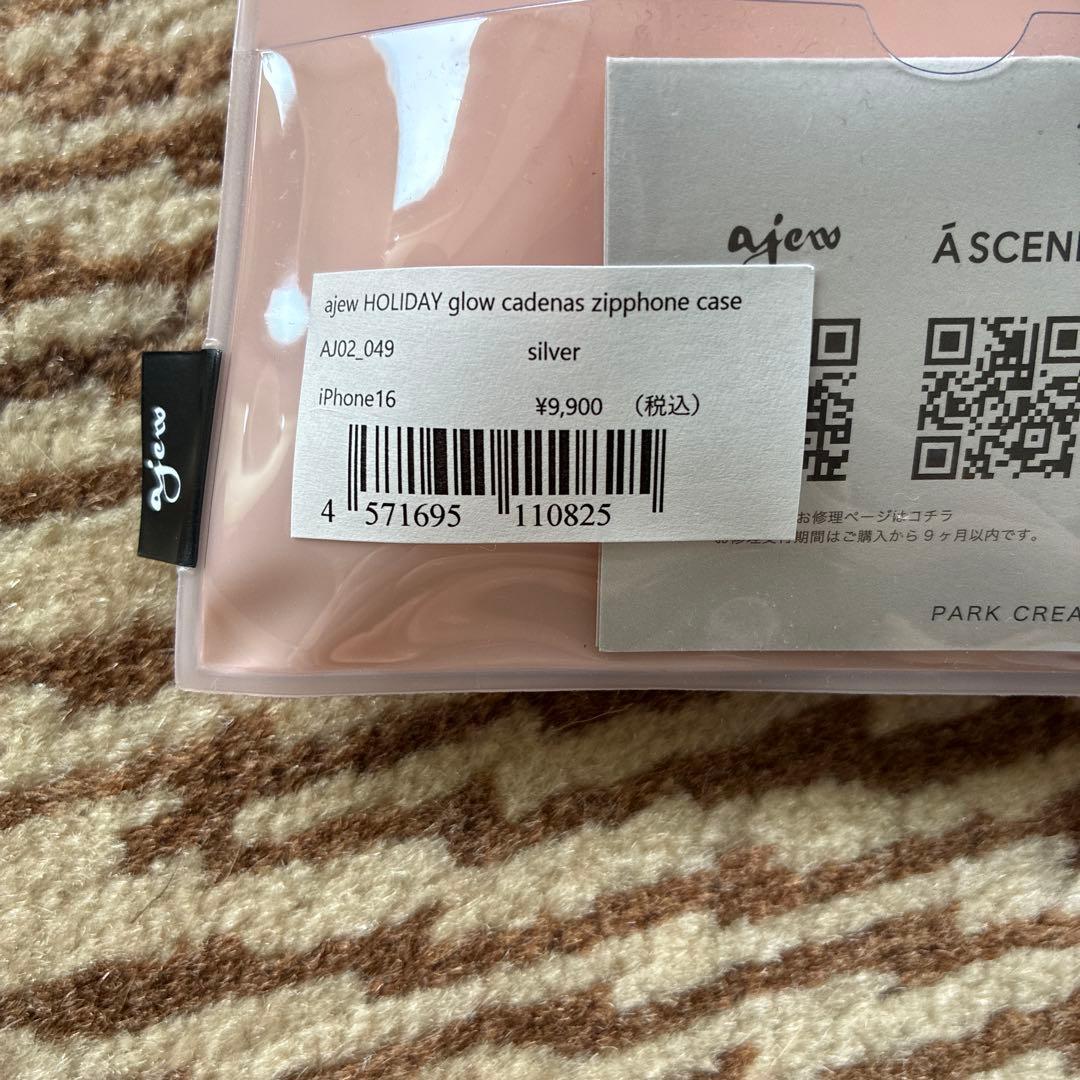 ajew
Á SCEN
ajew HOLIDAY glow cadenas zipphone case
AJ02_049 silver
iPhone16 ¥9,900 （税込）
4 571695 110825
ajew
お修理ページはコチラ
お修理受付期間はご購入から９ヶ月以内です。
PARK CREA